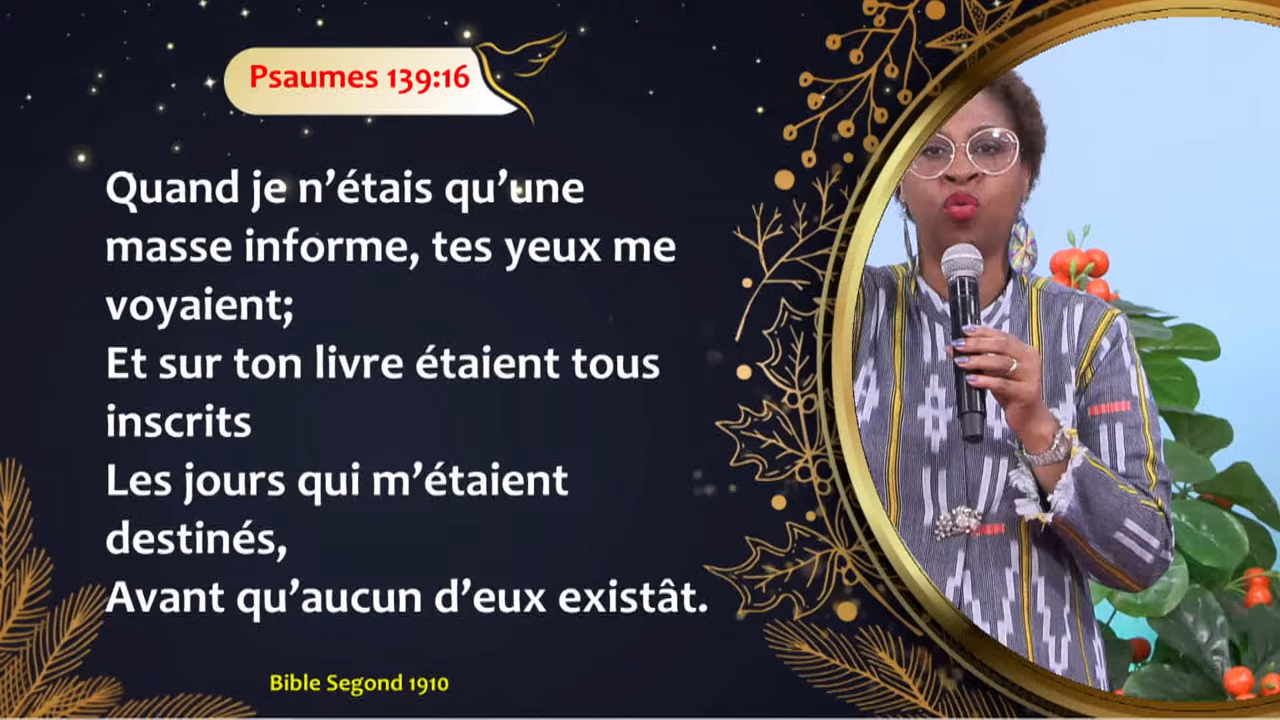 Psaumes 139:16
Quand je n’étais qu’une
masse informe, tes yeux me
voyaient;
Et sur ton livre étaient tous
inscrits
Les jours qui m’étaient
destinés,
Avant qu’aucun d’eux existât.
Bible Segond 1910